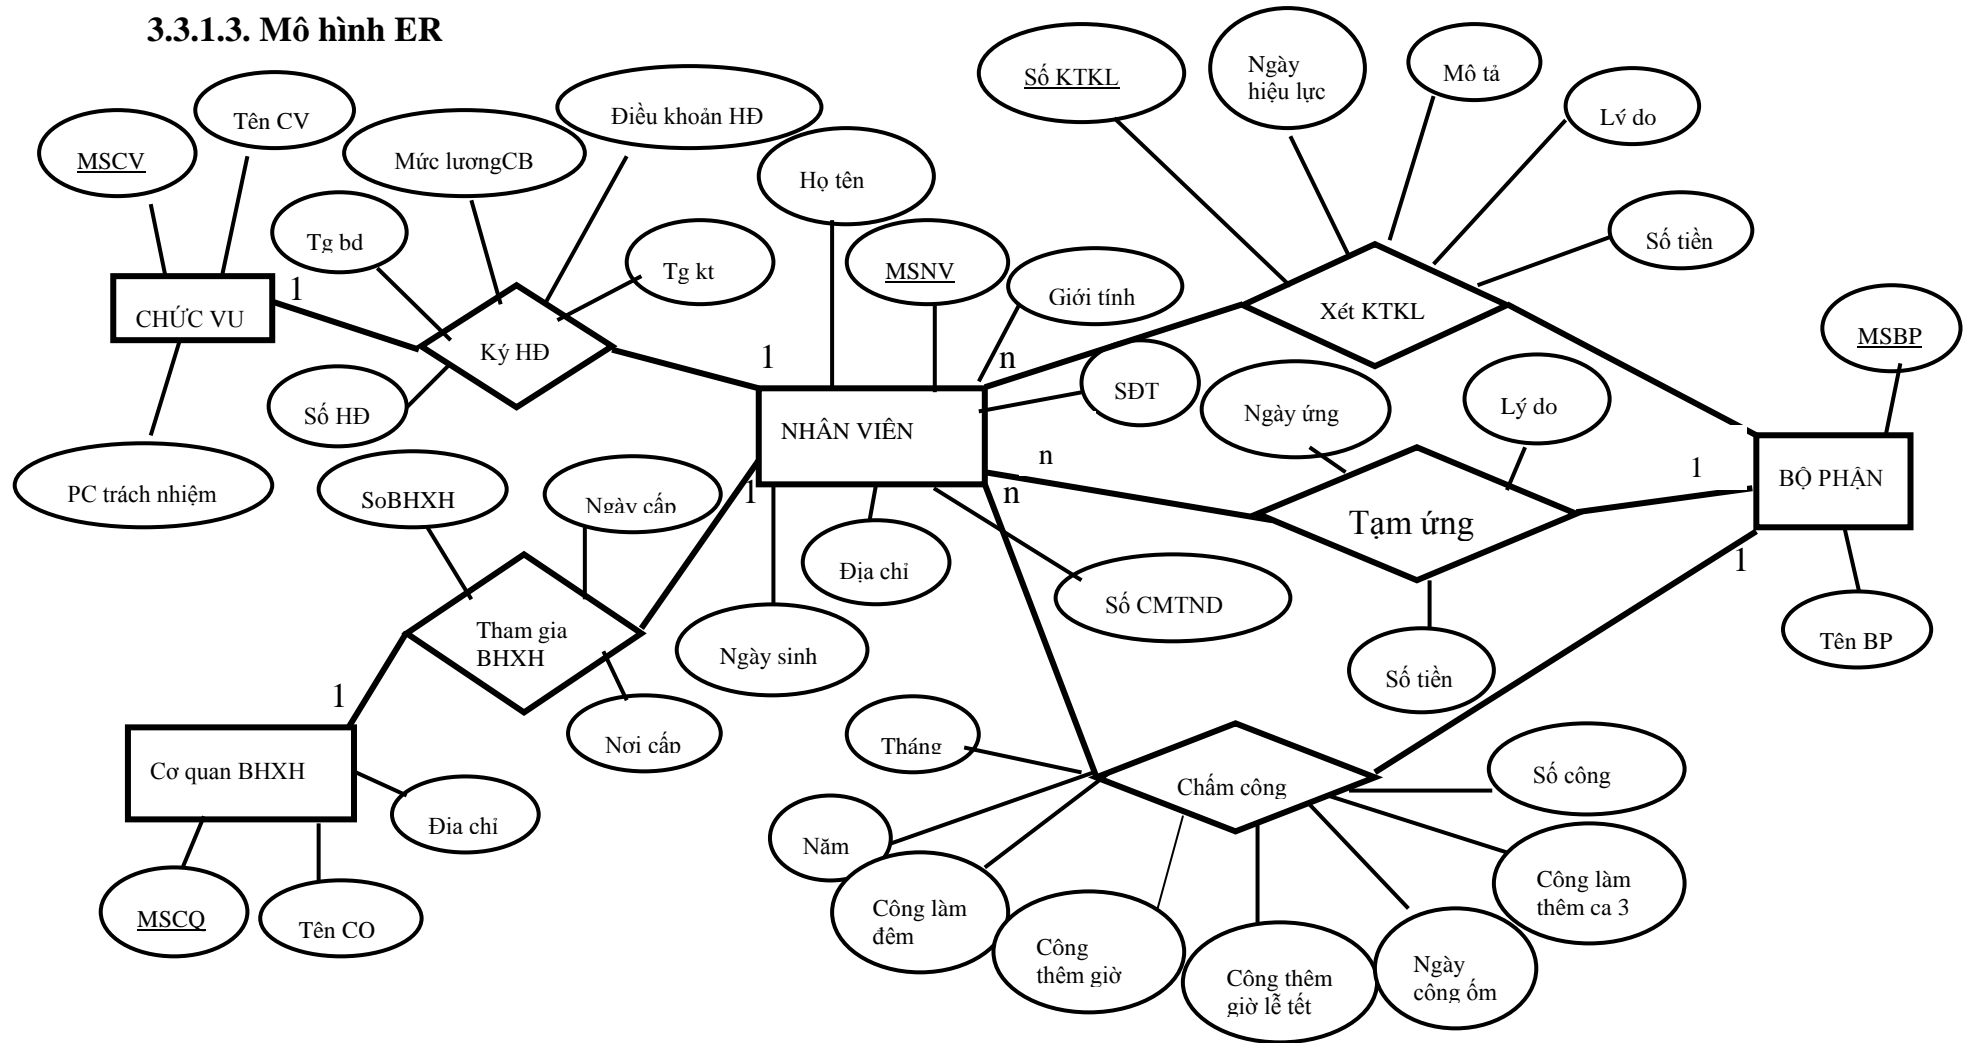 3.3.1.3. Mô hình ER
Số KTKL
Ngày
hiệu lực
Mô tả
Lý do
Số tiền
Tên CV
MSCV
Mức lươngCB
Điều khoản HĐ
Họ tên
Tg bd
Tg kt
MSNV
Giới tính
CHỨC VU
1
Ký HĐ
1
n
Xét KTKL
MSBP
Số HĐ
SĐT
Ngày ứng
Lý do
NHÂN VIÊN
n
1
BỘ PHẬN
PC trách nhiệm
SoBHXH
Ngày cấp
1
n
Tạm ứng
1
Địa chỉ
Số CMTND
Tham gia
BHXH
Ngày sinh
Số tiền
Tên BP
1
Nơi cấp
Tháng
Cơ quan BHXH
Chấm công
Số công
Đia chỉ
Năm
MSCQ
Tên CO
Công làm
đêm
Công
thêm giờ
Công thêm
giờ lễ tết
Ngày
công ốm
Công làm
thêm ca 3